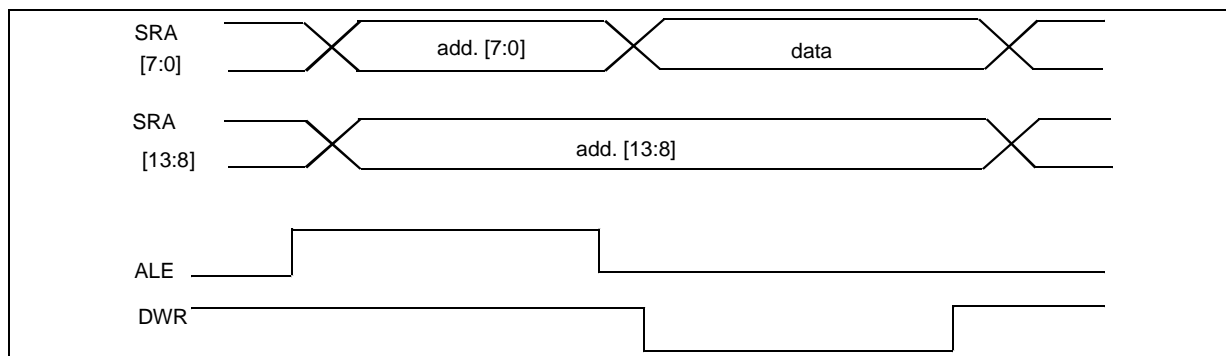 SRA
[7:0]
add. [7:0]
data
SRA
[13:8]
add. [13:8]
ALE
DWR